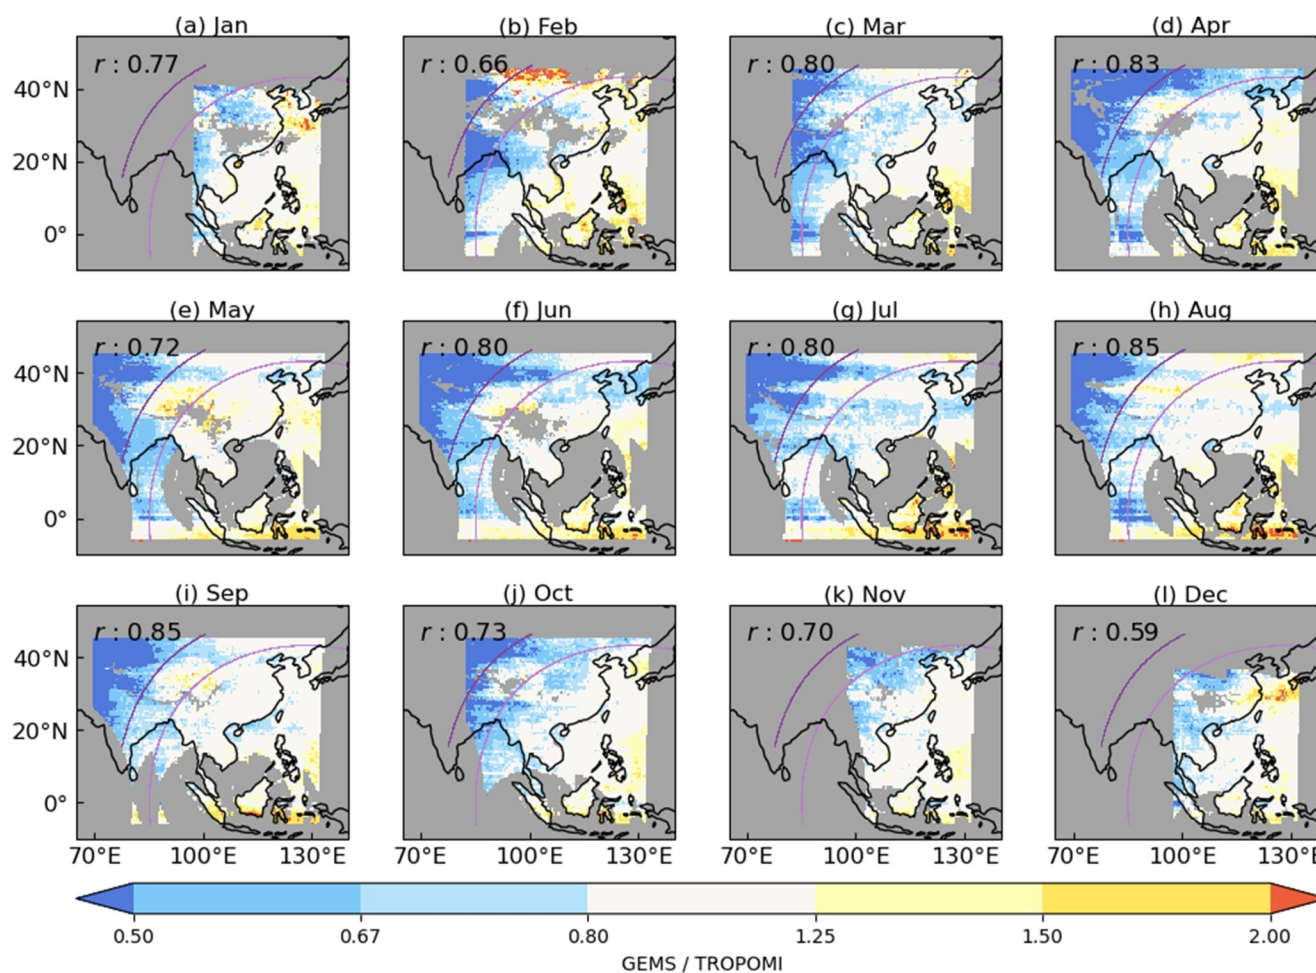 (a) Jan (b) Feb (c) Mar (d) Apr
r : 0.77 r : 0.66 r : 0.80 r : 0.83
40°N
20°N
0°
(e) May (f) Jun (g) Jul (h) Aug
r : 0.72 r : 0.80 r : 0.80 r : 0.85
40°N
20°N
0°
(i) Sep (j) Oct (k) Nov (l) Dec
r : 0.85 r : 0.73 r : 0.70 r : 0.59
40°N
20°N
0°
70°E 100°E 130°E 70°E 100°E 130°E 70°E 100°E 130°E 70°E 100°E 130°E
0.50 0.67 0.80 1.25 1.50 2.00
GEMS / TROPOMI